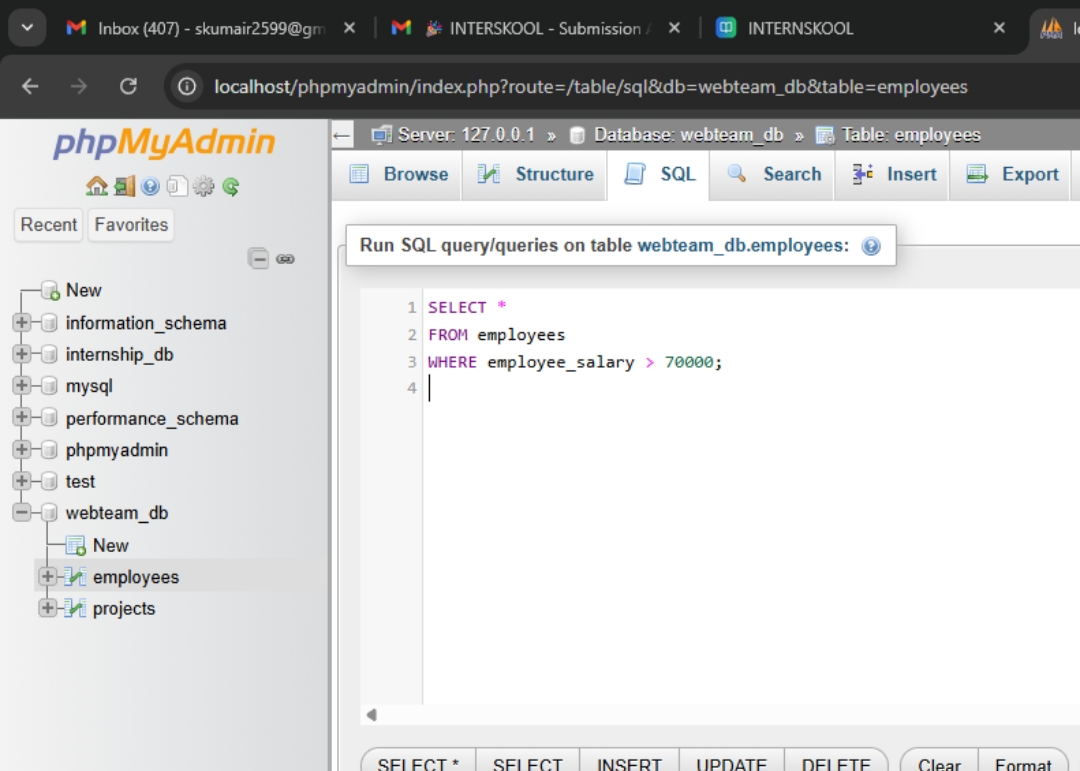 Inbox (407) - skumair2599@gm
INTERSKOOL - Submission
INTERNSKOOL
localhost/phpmyadmin/index.php?route=/table/sql&db=webteam_db&table=employees
phpMyAdmin
Server: 127.0.0.1 » Database: webteam_db » Table: employees
Browse Structure SQL Search Insert Export
Recent Favorites
Run SQL query/queries on table webteam_db.employees:
New
information_schema
internship_db
mysql
performance_schema
phpmyadmin
test
webteam_db
New
employees
projects
1 SELECT *
2 FROM employees
3 WHERE employee_salary > 70000;
4
SELECT * SELECT INSERT UPDATE DELETE Clear Format